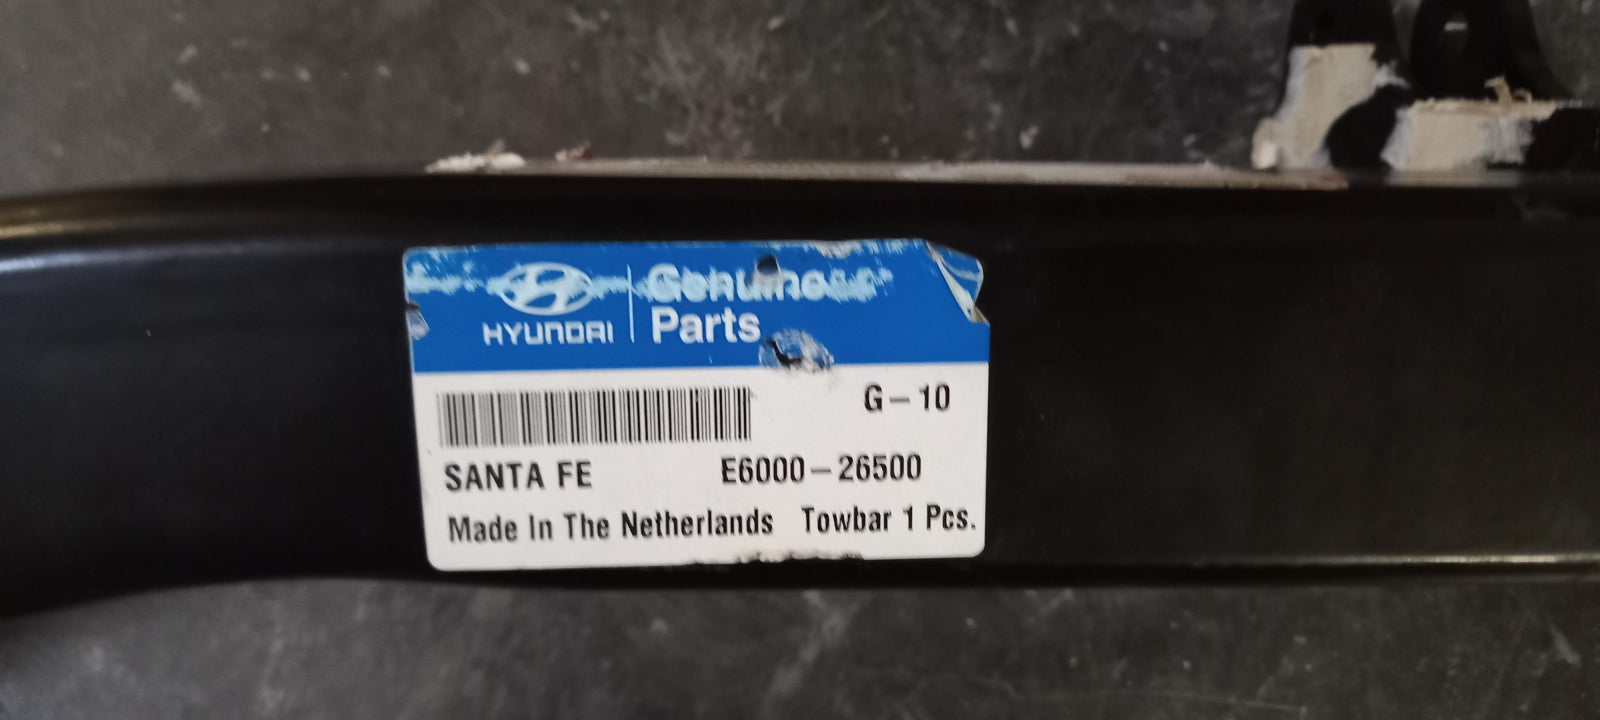 HYUNDAI
Genuine
Parts
G-10
SANTA FE E6000-26500
Made In The Netherlands Towbar 1 Pcs.